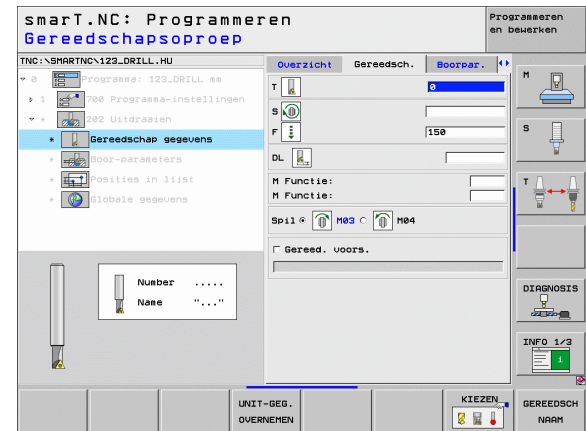 smarT.NC: Programmeren
Gereedschapsoproep
Programmeren
en bewerken
TNC:\SMARTNC\123_DRILL.HU
0 Programma: 123_DRILL mm
1 700 Programma-instellingen
* 202 Uitdraaien
* Gereedschap gegevens
* Boor-parameters
* Posities in lijst
* Globale gegevens
Overzicht Gereedsch. Boorpar.
T 0
S
F 150
DL
M Functie:
M Functie:
Spil M03 M04
Gereed. voors.
Number .....
Name "..."
M
S
T
DIAGNOSIS
INFO 1/3
i
UNIT-GEG.
OVERNEMEN
KIEZEN
GEREEDSCH
NAAM